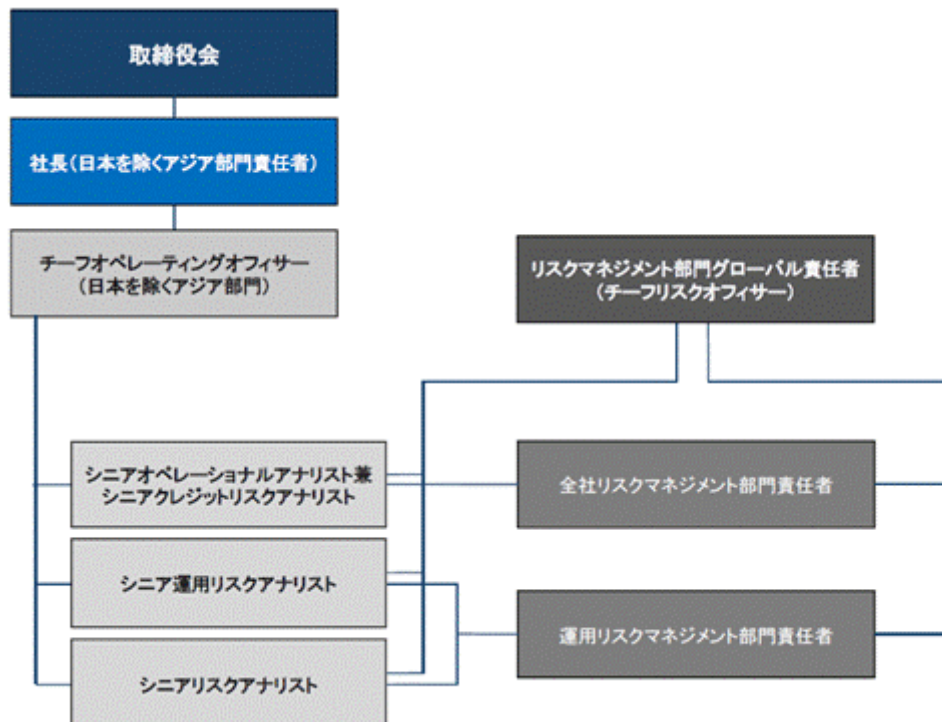 取締役会
社長(日本を除くアジア部門責任者)
チーフオペレーティングオフィサー
(日本を除くアジア部門)
リスクマネジメント部門グローバル責任者
(チーフリスクオフィサー)
シニアオペレーショナルアナリスト兼
シニアクレジットリスクアナリスト
全社リスクマネジメント部門責任者
シニア運用リスクアナリスト
運用リスクマネジメント部門責任者
シニアリスクアナリスト